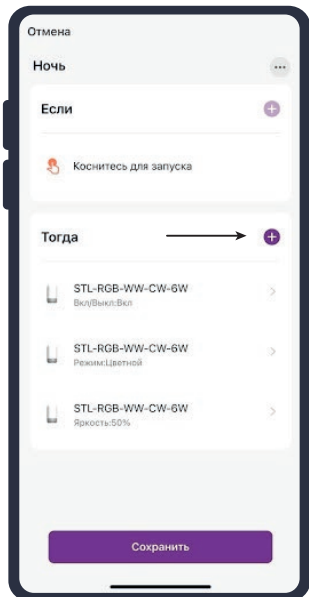 Отмена
Ночь
Если
Коснитесь для запуска
Тогда
STL-RGB-WW-CW-6W
Вкл/Выкл:Вкл
STL-RGB-WW-CW-6W
Режим:Цветной
STL-RGB-WW-CW-6W
Яркость:50%
Сохранить